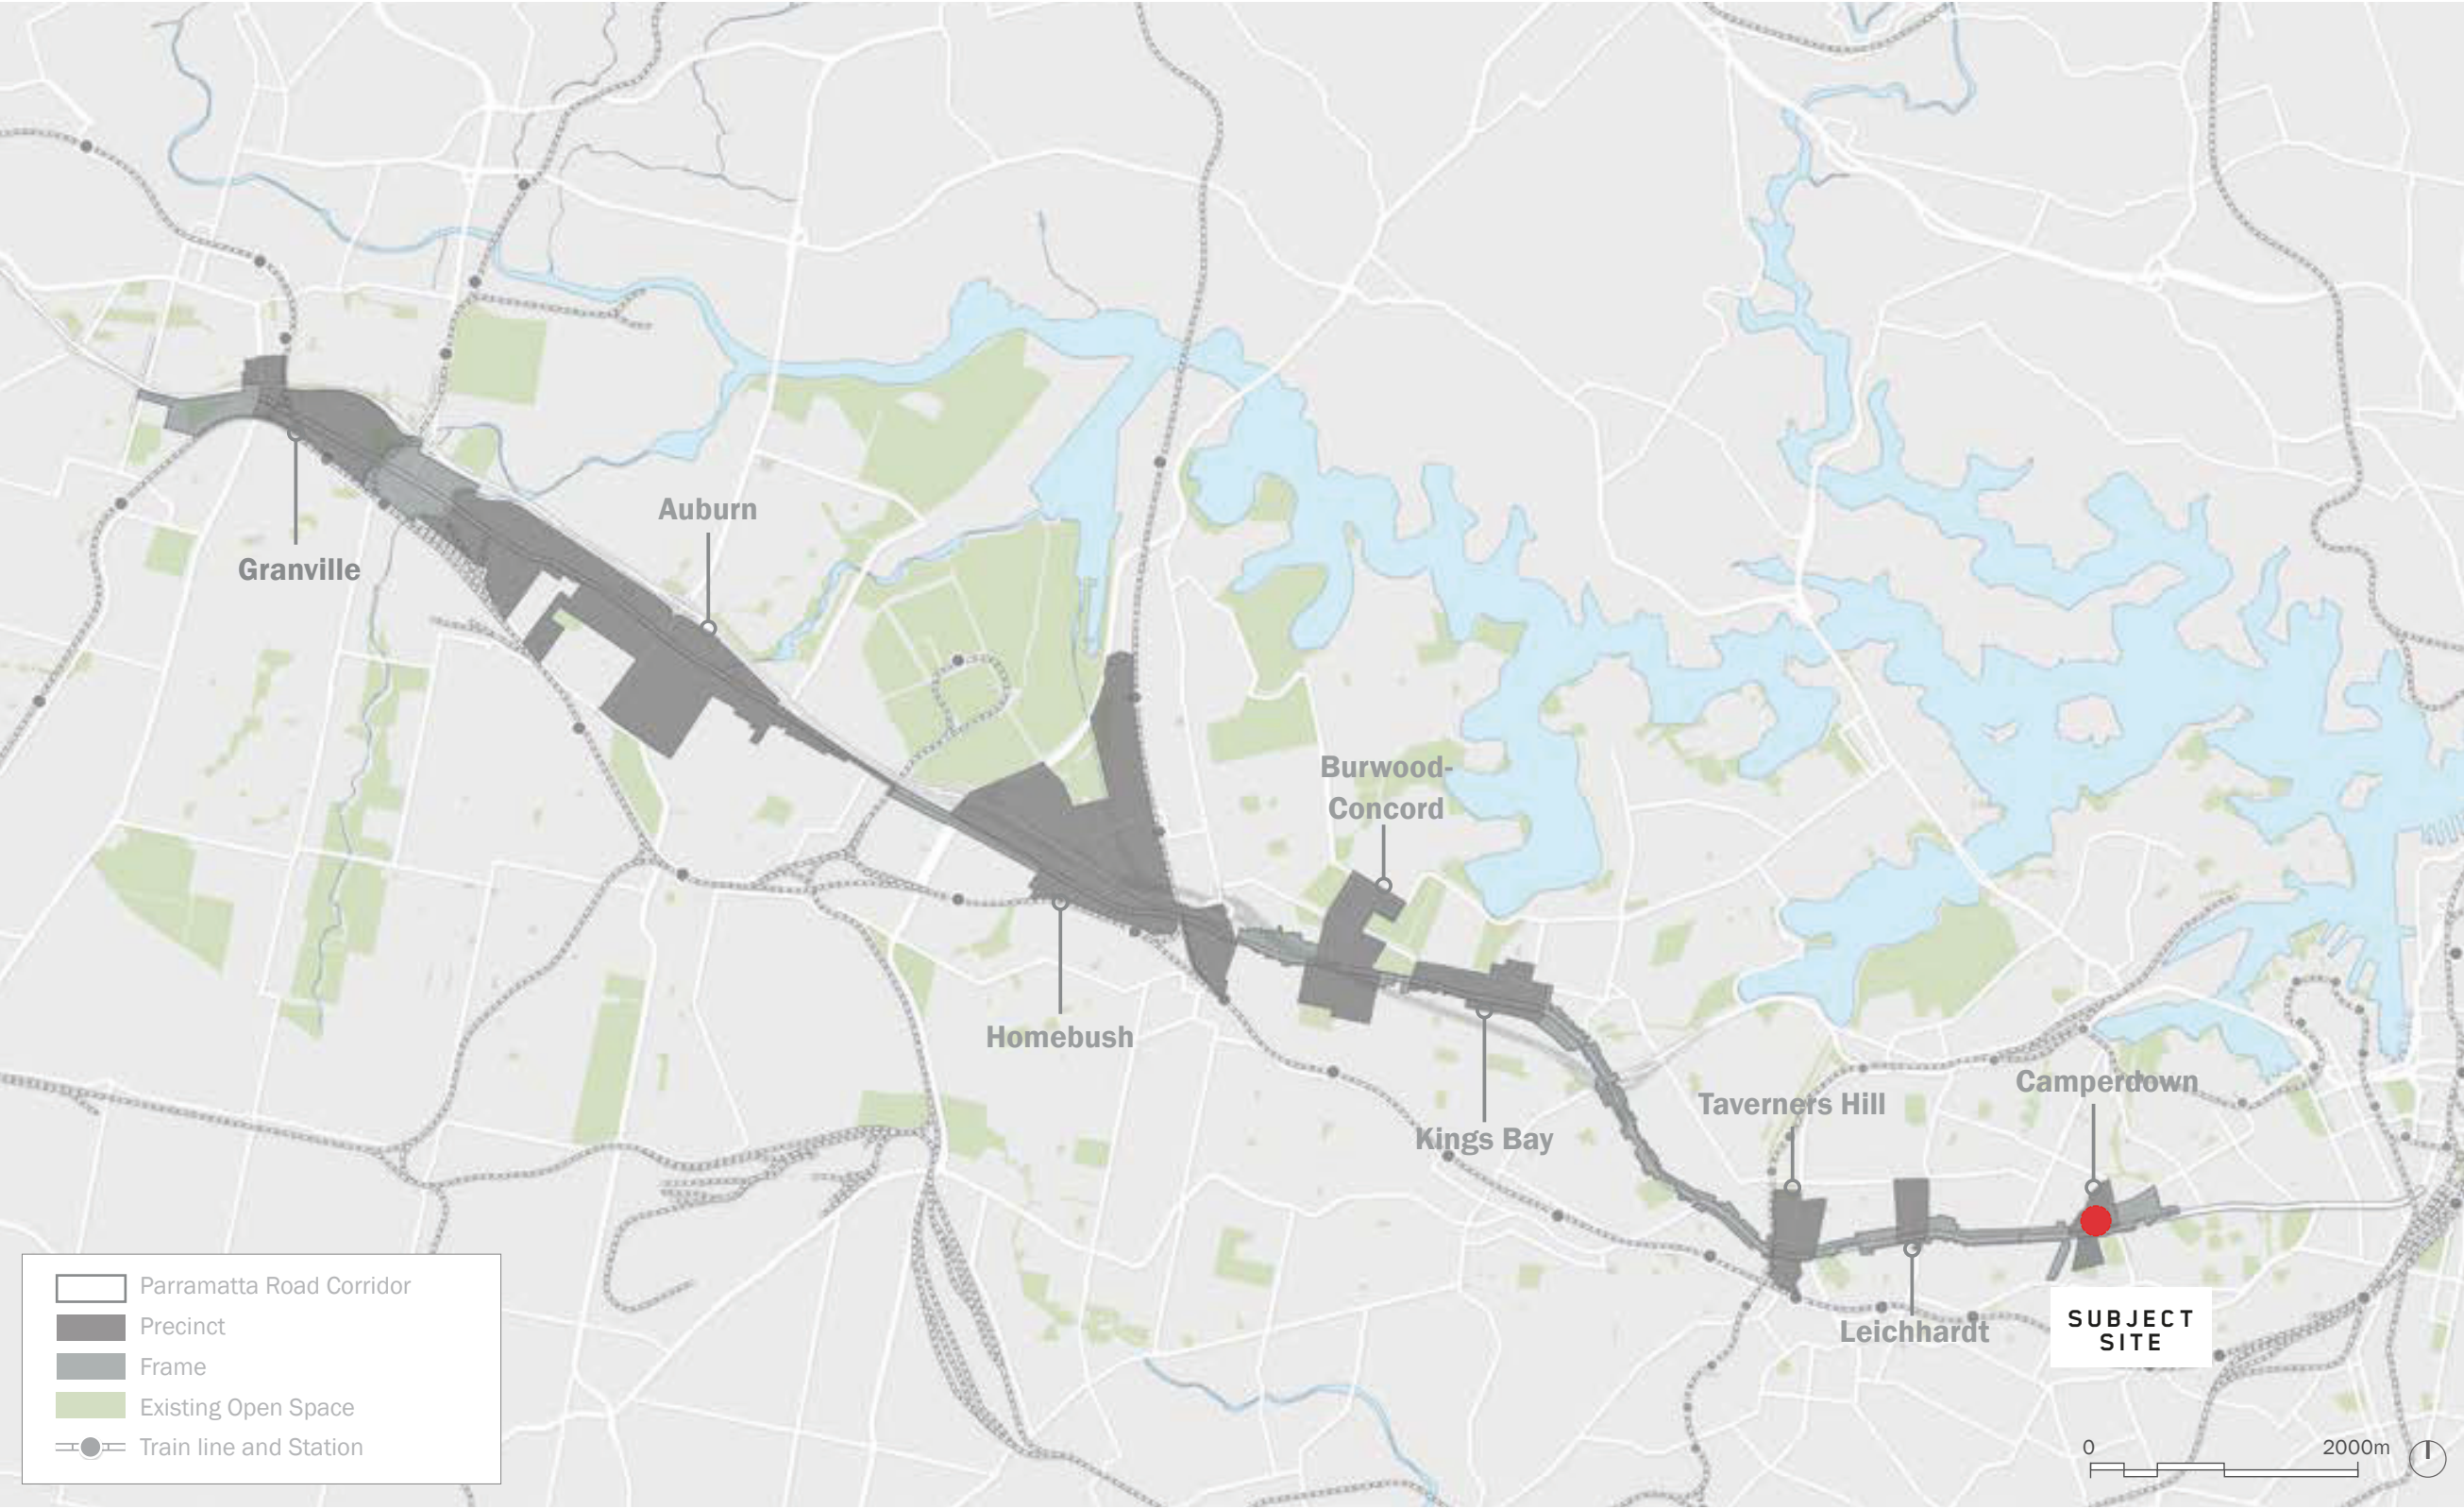 Auburn
Granville
Burwood-
Concord
Homebush
Kings Bay
Taverners Hill
Camperdown
Leichhardt
SUBJECT
SITE
Parramatta Road Corridor
Precinct
Frame
Existing Open Space
Train line and Station
0 2000m